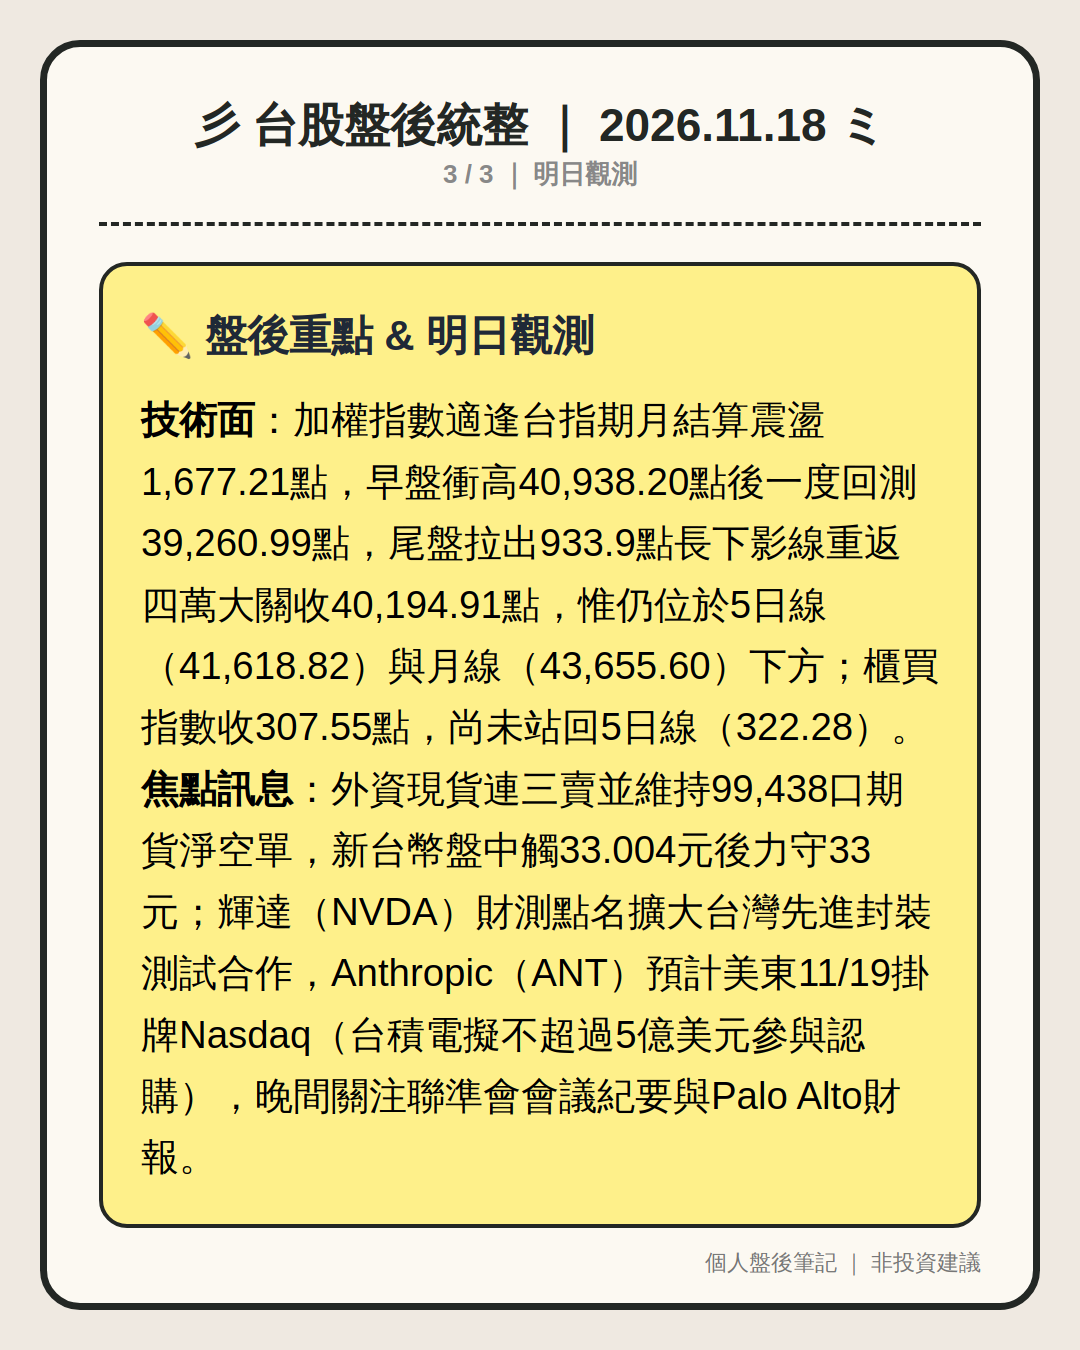 彡 台股盤後統整 ｜ 2026.11.18 ミ
3 / 3 ｜ 明日觀測
✏️ 盤後重點 & 明日觀測
技術面：加權指數適逢台指期月結算震盪
1,677.21點，早盤衝高40,938.20點後一度回測
39,260.99點，尾盤拉出933.9點長下影線重返
四萬大關收40,194.91點，惟仍位於5日線
（41,618.82）與月線（43,655.60）下方；櫃買
指數收307.55點，尚未站回5日線（322.28）。
焦點訊息：外資現貨連三賣並維持99,438口期
貨淨空單，新台幣盤中觸33.004元後力守33
元；輝達（NVDA）財測點名擴大台灣先進封裝
測試合作，Anthropic（ANT）預計美東11/19掛
牌Nasdaq（台積電擬不超過5億美元參與認
購），晚間關注聯準會會議紀要與Palo Alto財
報。
個人盤後筆記 ｜ 非投資建議